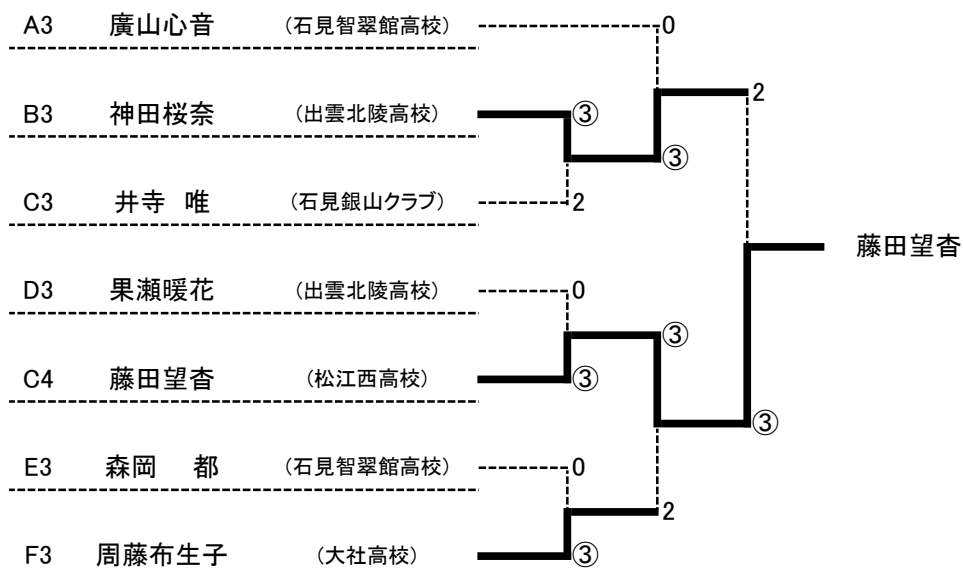 A3 廣山心音 (石見智翠館高校) 0
2
B3 神田桜奈 (出雲北陵高校) ③
③
C3 井寺 唯 (石見銀山クラブ) 2
藤田望杳
D3 果瀬暖花 (出雲北陵高校) 0
③
C4 藤田望杳 (松江西高校) ③
③
E3 森岡 都 (石見智翠館高校) 0
2
F3 周藤布生子 (大社高校) ③